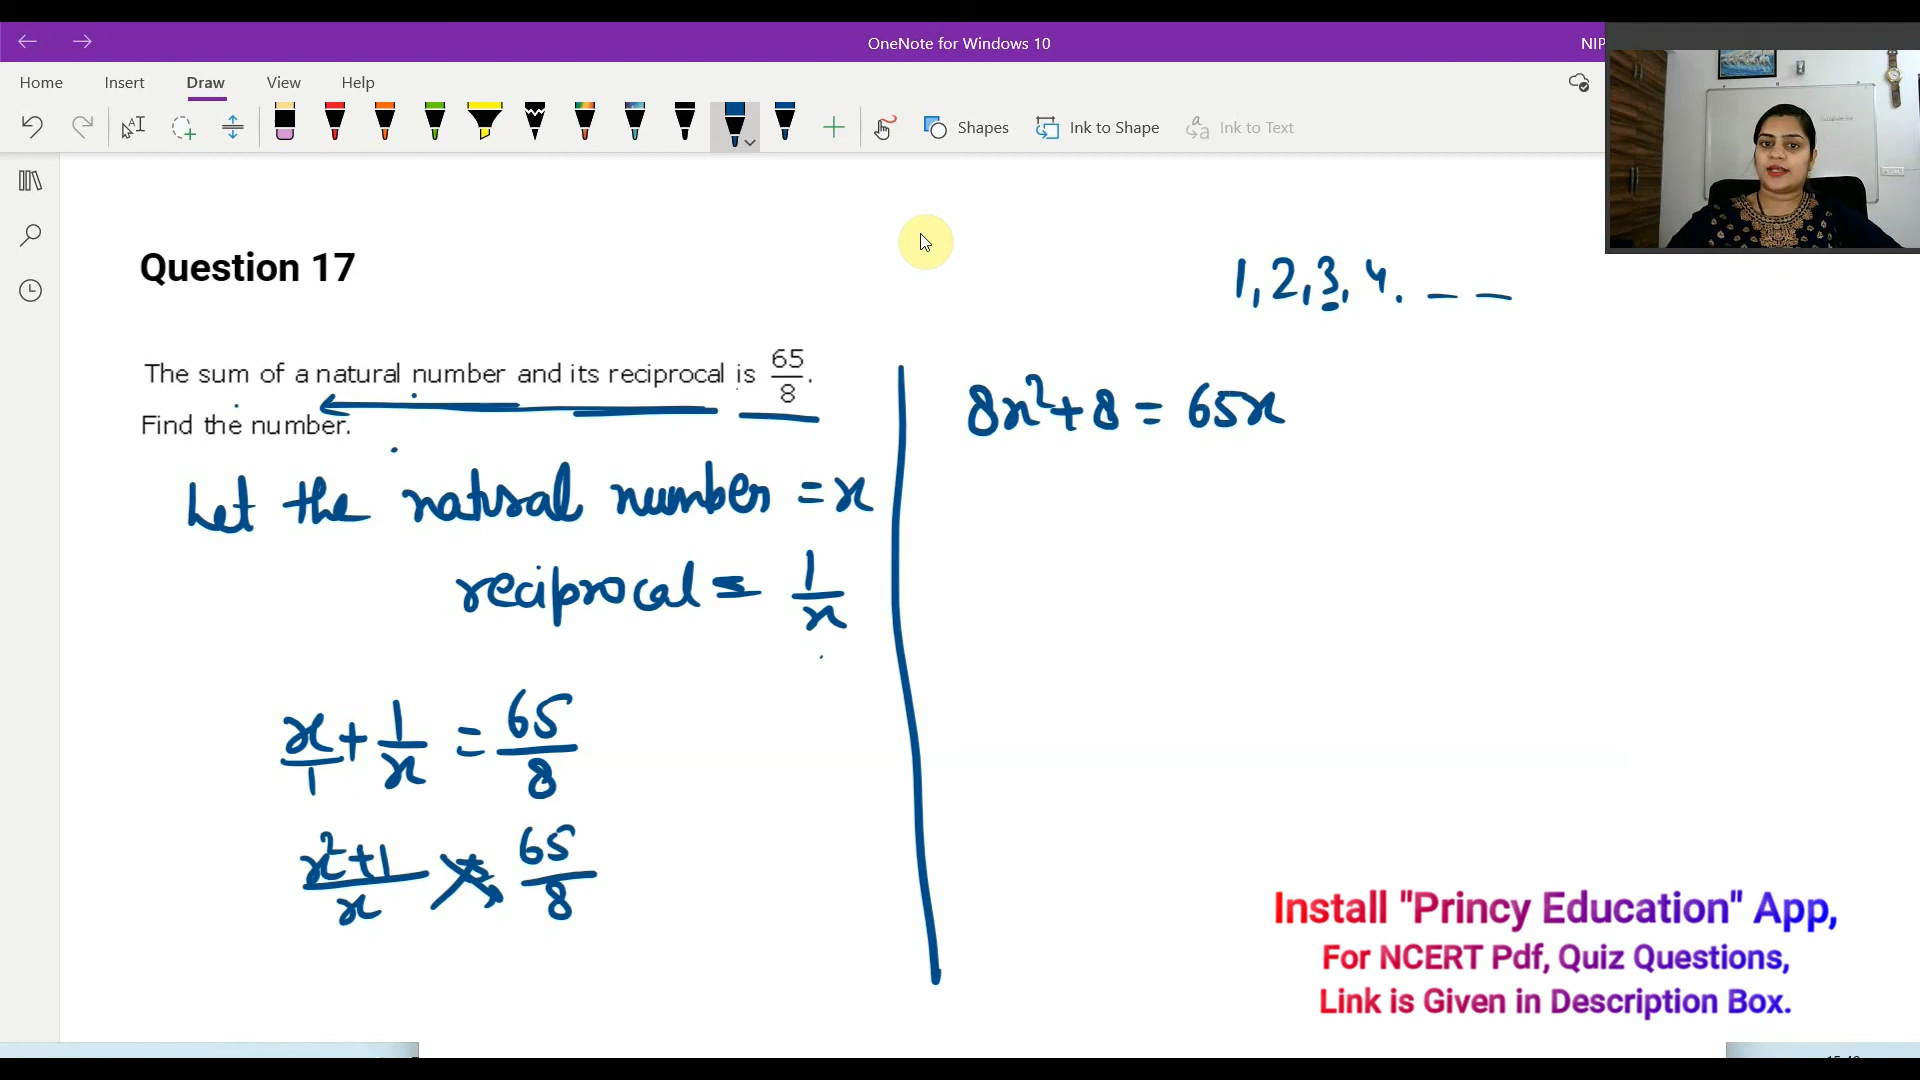 OneNote for Windows 10
NIP
Home Insert Draw View Help
Shapes Ink to Shape Ink to Text
Question 17
1, 2, 3, 4. _ _
The sum of a natural number and its reciprocal is 65/8.
Find the number.
8x²+8 = 65x
Let the natural number = x
reciprocal = 1/x
x/1 + 1/x = 65/8
x²+1/x = 65/8
Install "Princy Education" App,
For NCERT Pdf, Quiz Questions,
Link is Given in Description Box.